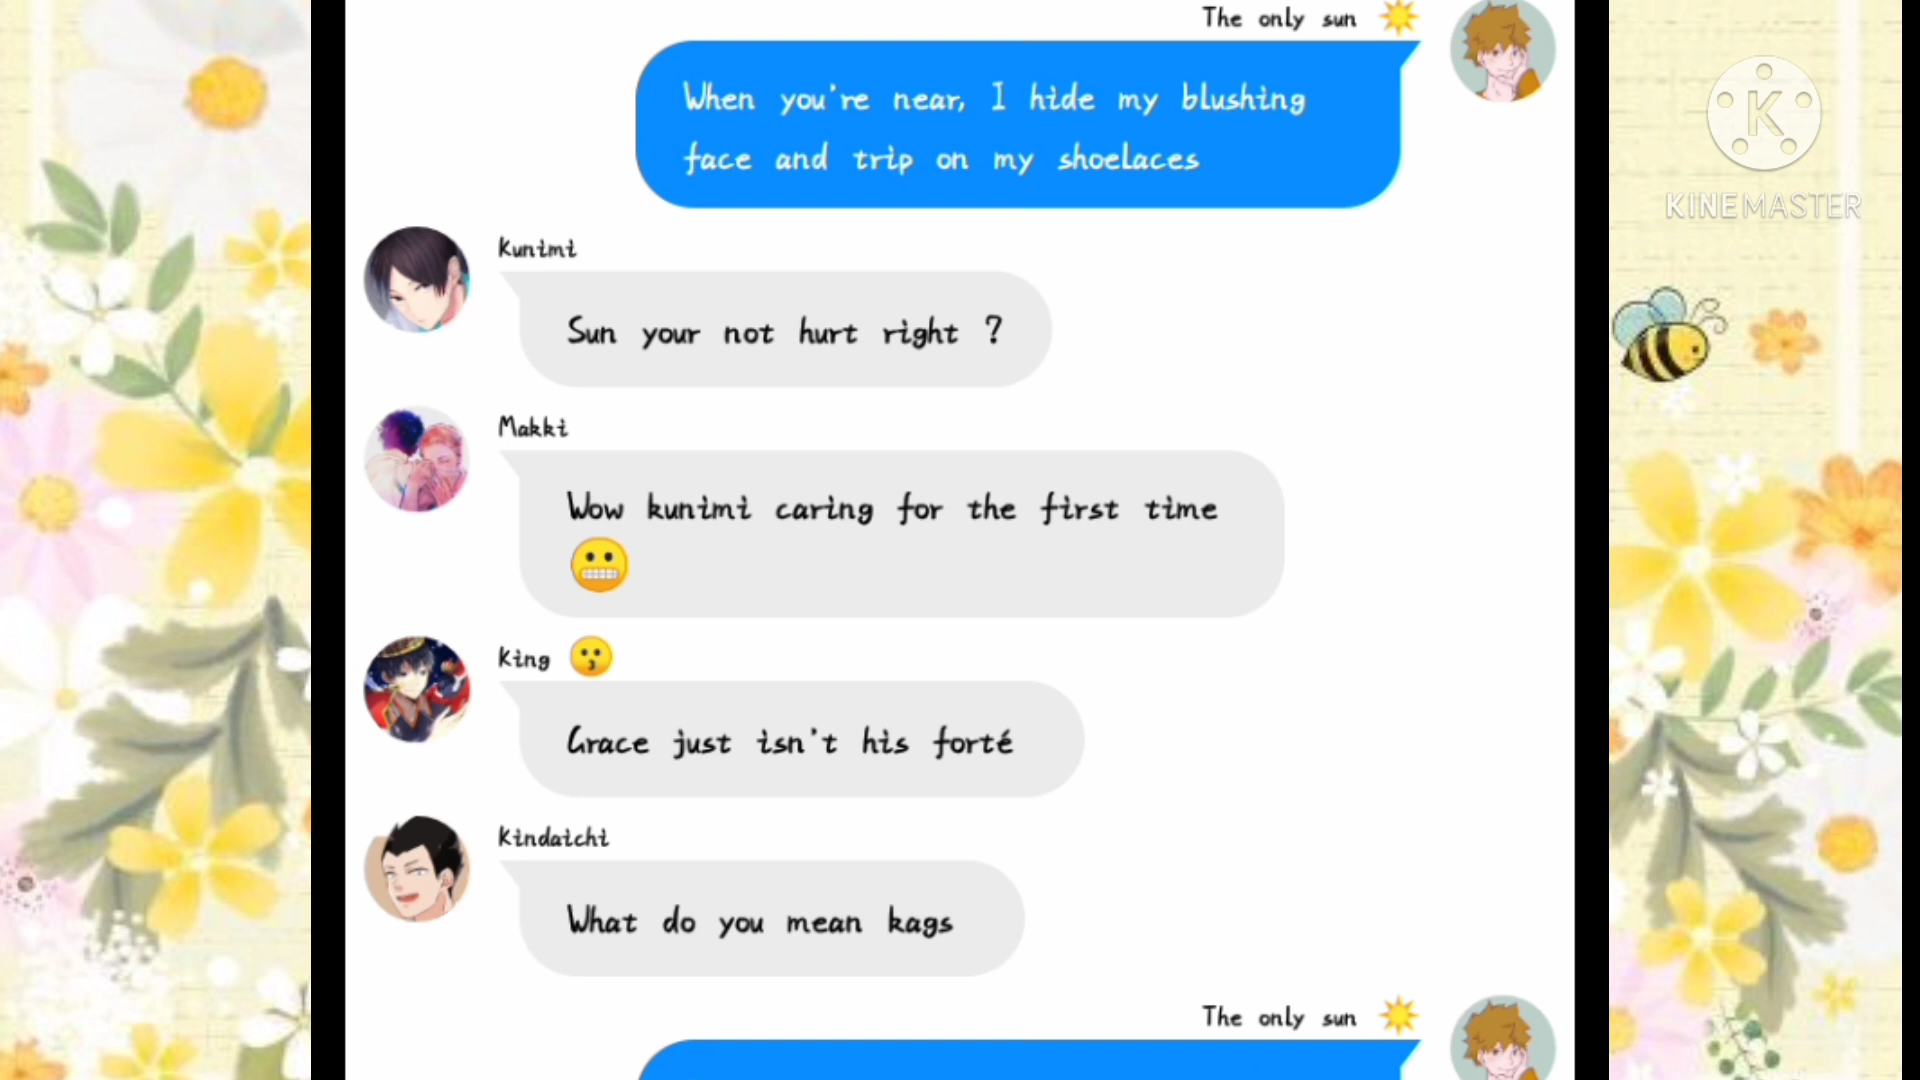 The only sun ☀️
When you're near, I hide my blushing
face and trip on my shoelaces
K
KINEMASTER
Kunimi
Sun your not hurt right ?
Makki
Wow kunimi caring for the first time
😬
King 😗
Grace just isn't his forté
Kindaichi
What do you mean kags
The only sun ☀️